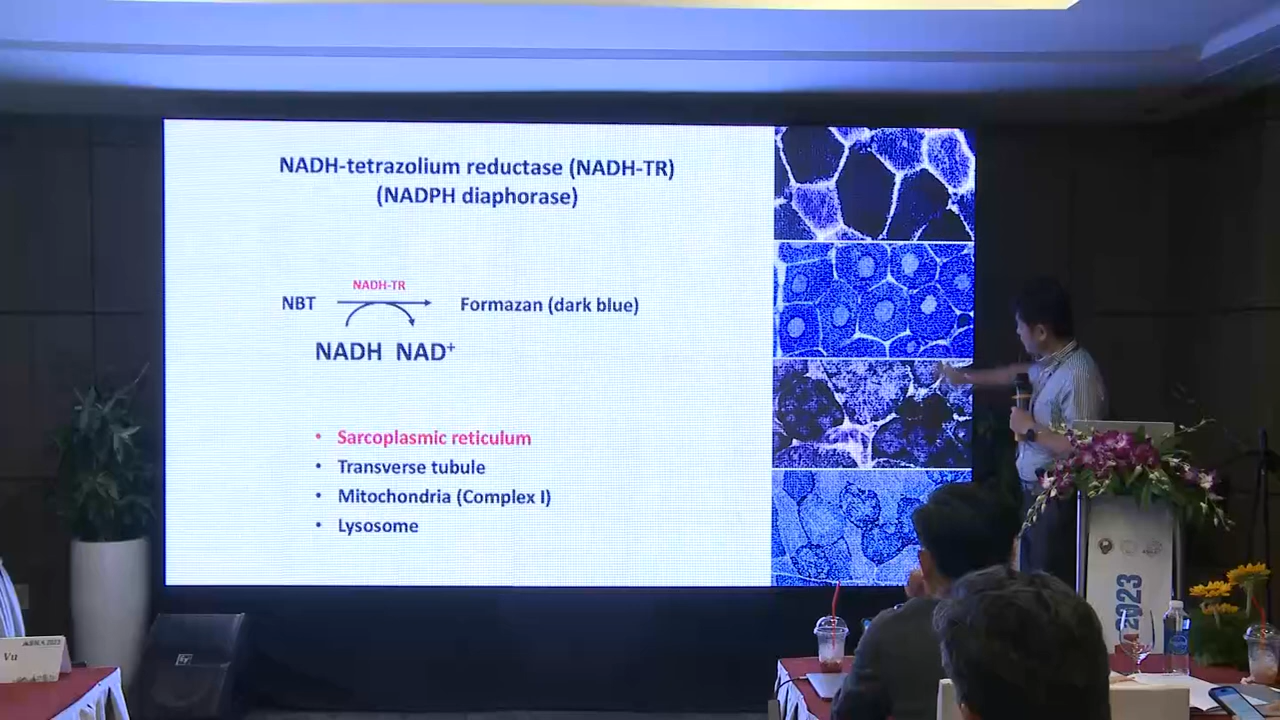 NADH-tetrazolium reductase (NADH-TR)
(NADPH diaphorase)
NADH-TR
NBT
Formazan (dark blue)
NADH NAD⁺
• Sarcoplasmic reticulum
• Transverse tubule
• Mitochondria (Complex I)
• Lysosome
2023
Vu